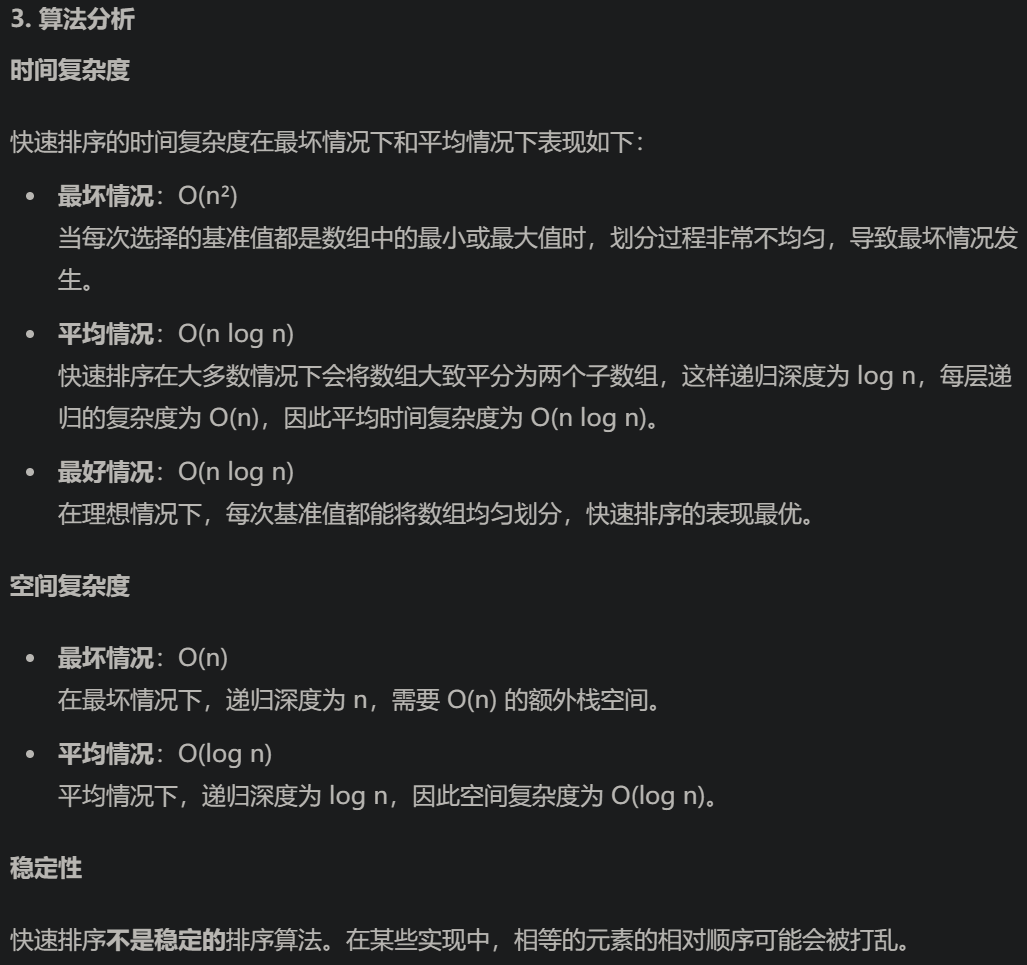 3. 算法分析
时间复杂度
快速排序的时间复杂度在最坏情况下和平均情况下表现如下：
• 最坏情况：O(n²)
当每次选择的基准值都是数组中的最小或最大值时，划分过程非常不均匀，导致最坏情况发
生。
• 平均情况：O(n log n)
快速排序在大多数情况下会将数组大致平分为两个子数组，这样递归深度为 log n，每层递
归的复杂度为 O(n)，因此平均时间复杂度为 O(n log n)。
• 最好情况：O(n log n)
在理想情况下，每次基准值都能将数组均匀划分，快速排序的表现最优。
空间复杂度
• 最坏情况：O(n)
在最坏情况下，递归深度为 n，需要 O(n) 的额外栈空间。
• 平均情况：O(log n)
平均情况下，递归深度为 log n，因此空间复杂度为 O(log n)。
稳定性
快速排序不是稳定的排序算法。在某些实现中，相等的元素的相对顺序可能会被打乱。